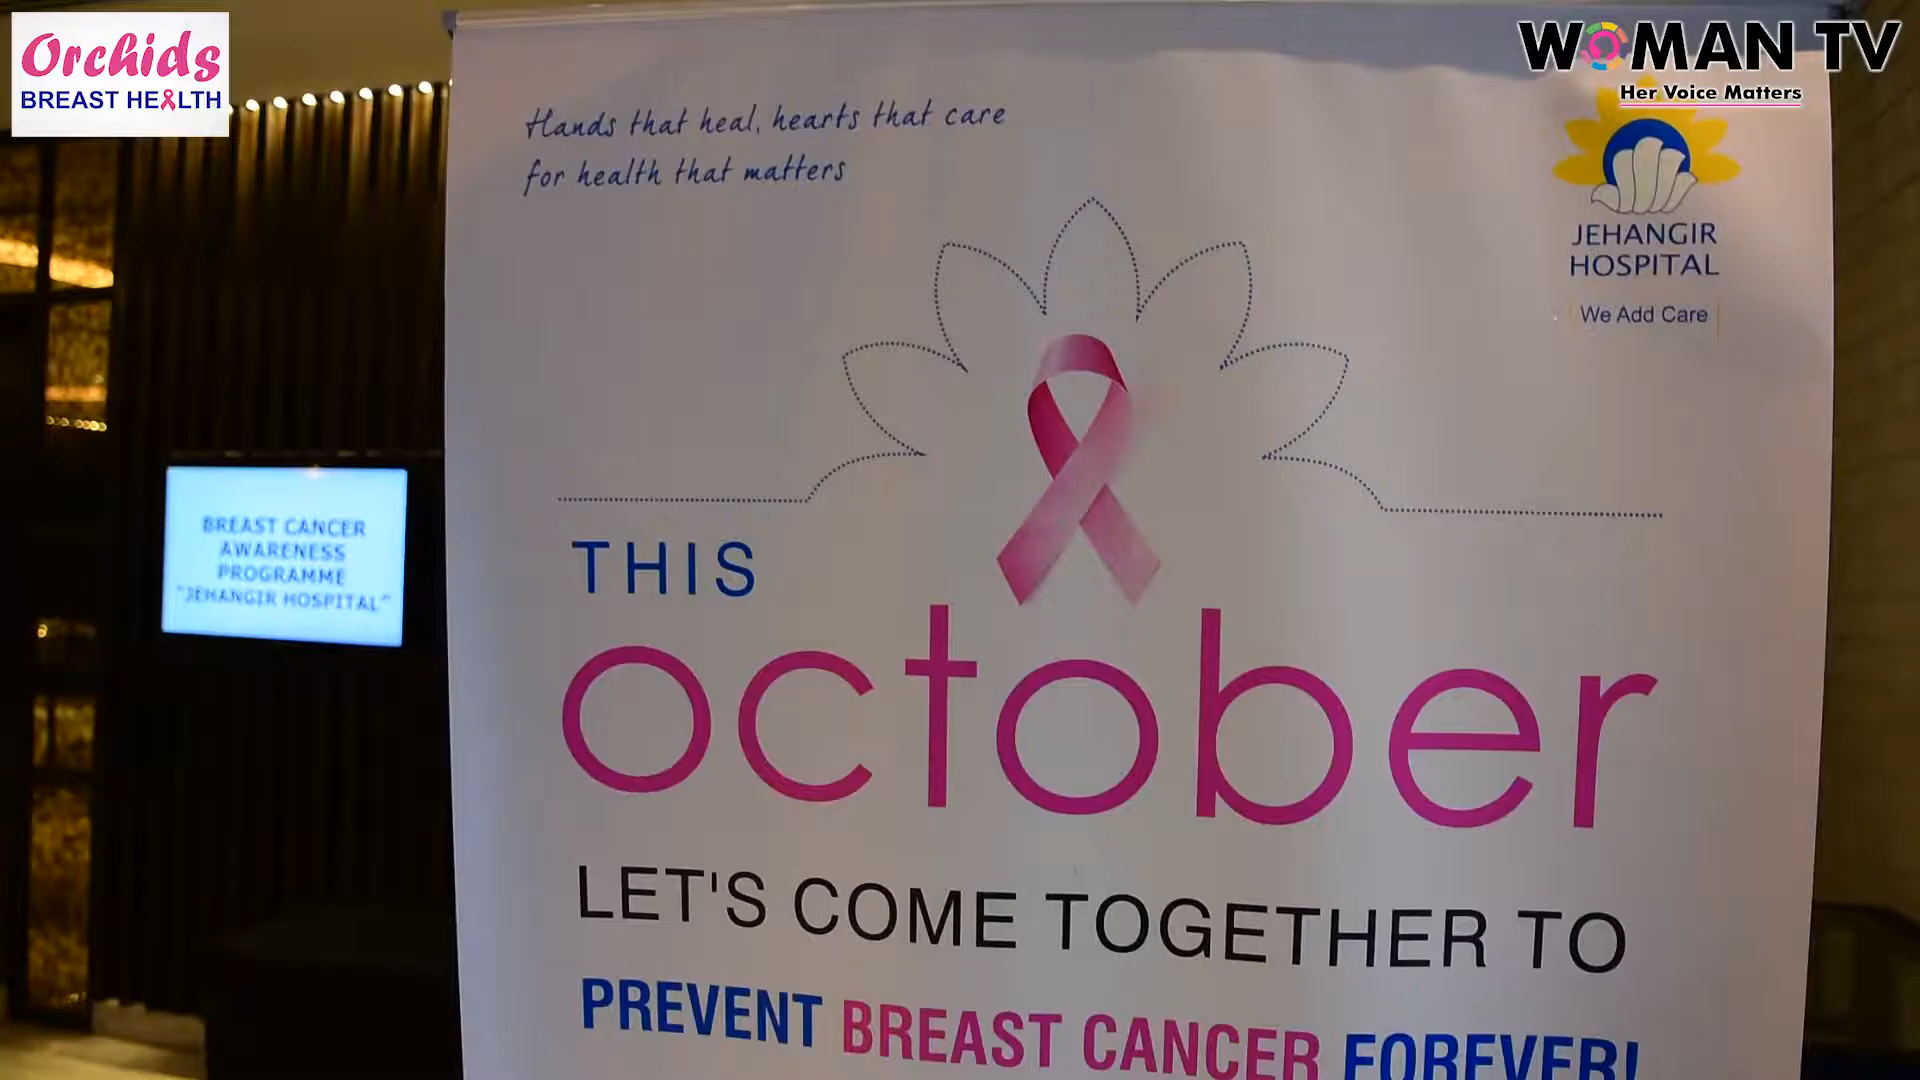 Orchids
BREAST HEALTH
WOMAN TV
Her Voice Matters
Hands that heal, hearts that care
for health that matters
JEHANGIR
HOSPITAL
We Add Care
BREAST CANCER
AWARENESS
PROGRAMME
"JEHANGIR HOSPITAL"
THIS
october
LET'S COME TOGETHER TO
PREVENT BREAST CANCER FOREVER!